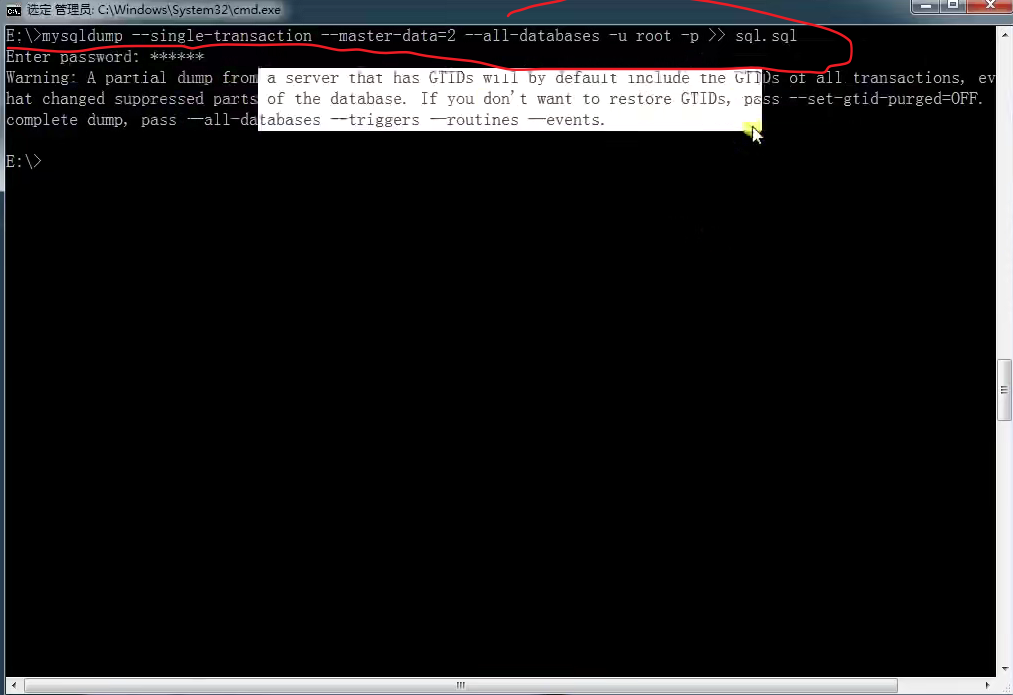 选定 管理员: C:\Windows\System32\cmd.exe
E:\>mysqldump --single-transaction --master-data=2 --all-databases -u root -p >> sql.sql
Enter password: ******
Warning: A partial dump from a server that has GTIDs will by default include the GTIDs of all transactions, ev
hat changed suppressed parts of the database. If you don't want to restore GTIDs, pass --set-gtid-purged=OFF.
complete dump, pass --all-databases --triggers --routines --events.
E:\>